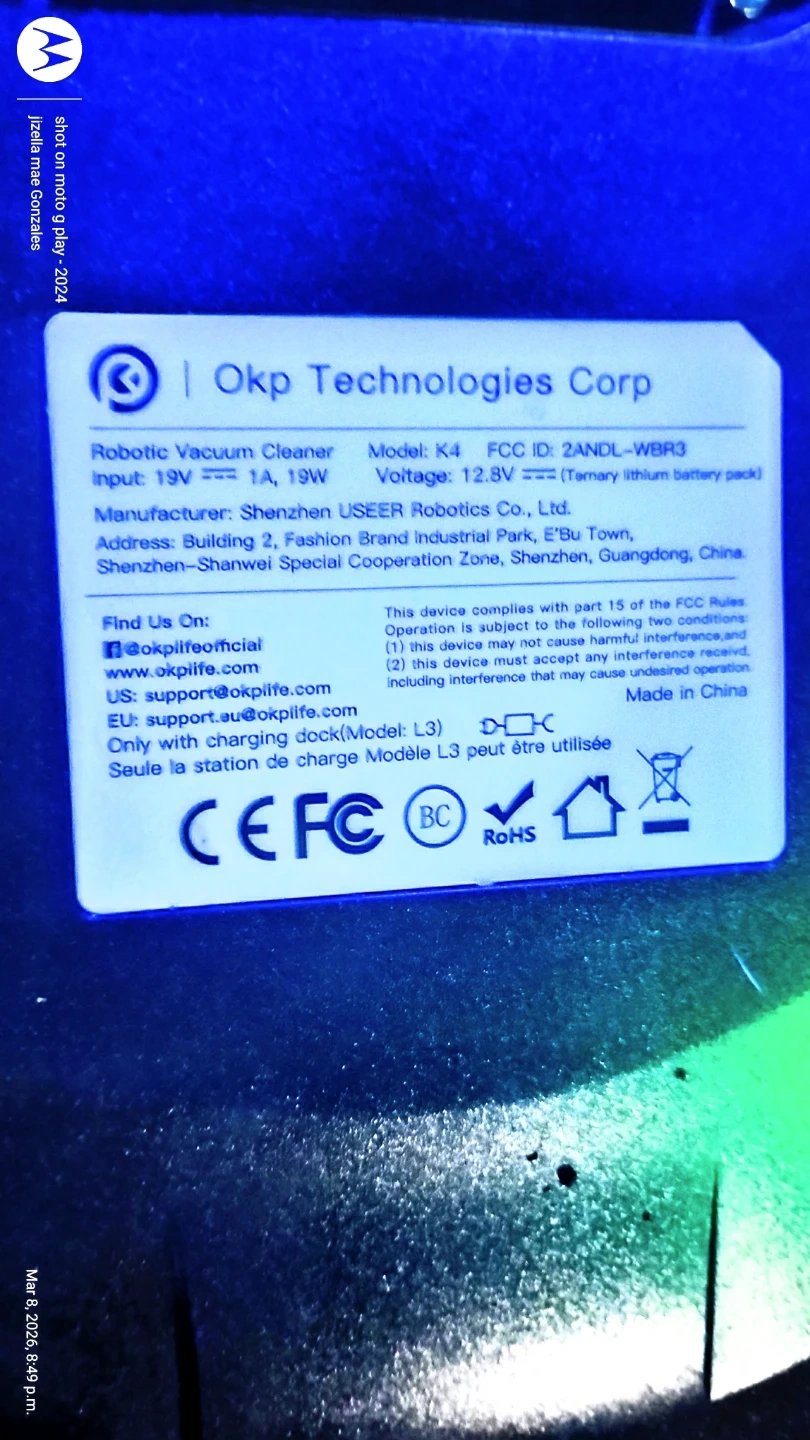 shot on moto g play - 2024
jizella mae Gonzales
Okp Technologies Corp
Robotic Vacuum Cleaner Model: K4 FCC ID: 2ANDL-WBR3
Input: 19V ⎓ 1A, 19W Voltage: 12.8V ⎓ (Ternary lithium battery pack)
Manufacturer: Shenzhen USEER Robotics Co., Ltd.
Address: Building 2, Fashion Brand Industrial Park, E'Bu Town,
Shenzhen-Shanwei Special Cooperation Zone, Shenzhen, Guangdong, China.
Find Us On:
@okplifeofficial
www.okplife.com
US: support@okplife.com
EU: support.eu@okplife.com
This device complies with part 15 of the FCC Rules.
Operation is subject to the following two conditions:
(1) this device may not cause harmful interference,and
(2) this device must accept any interference receivd,
including interference that may cause undesired operation.
Made in China
Only with charging dock(Model: L3)
Seule la station de charge Modèle L3 peut être utilisée
CE FC BC RoHS
Mar 8, 2026, 8:49 p.m.